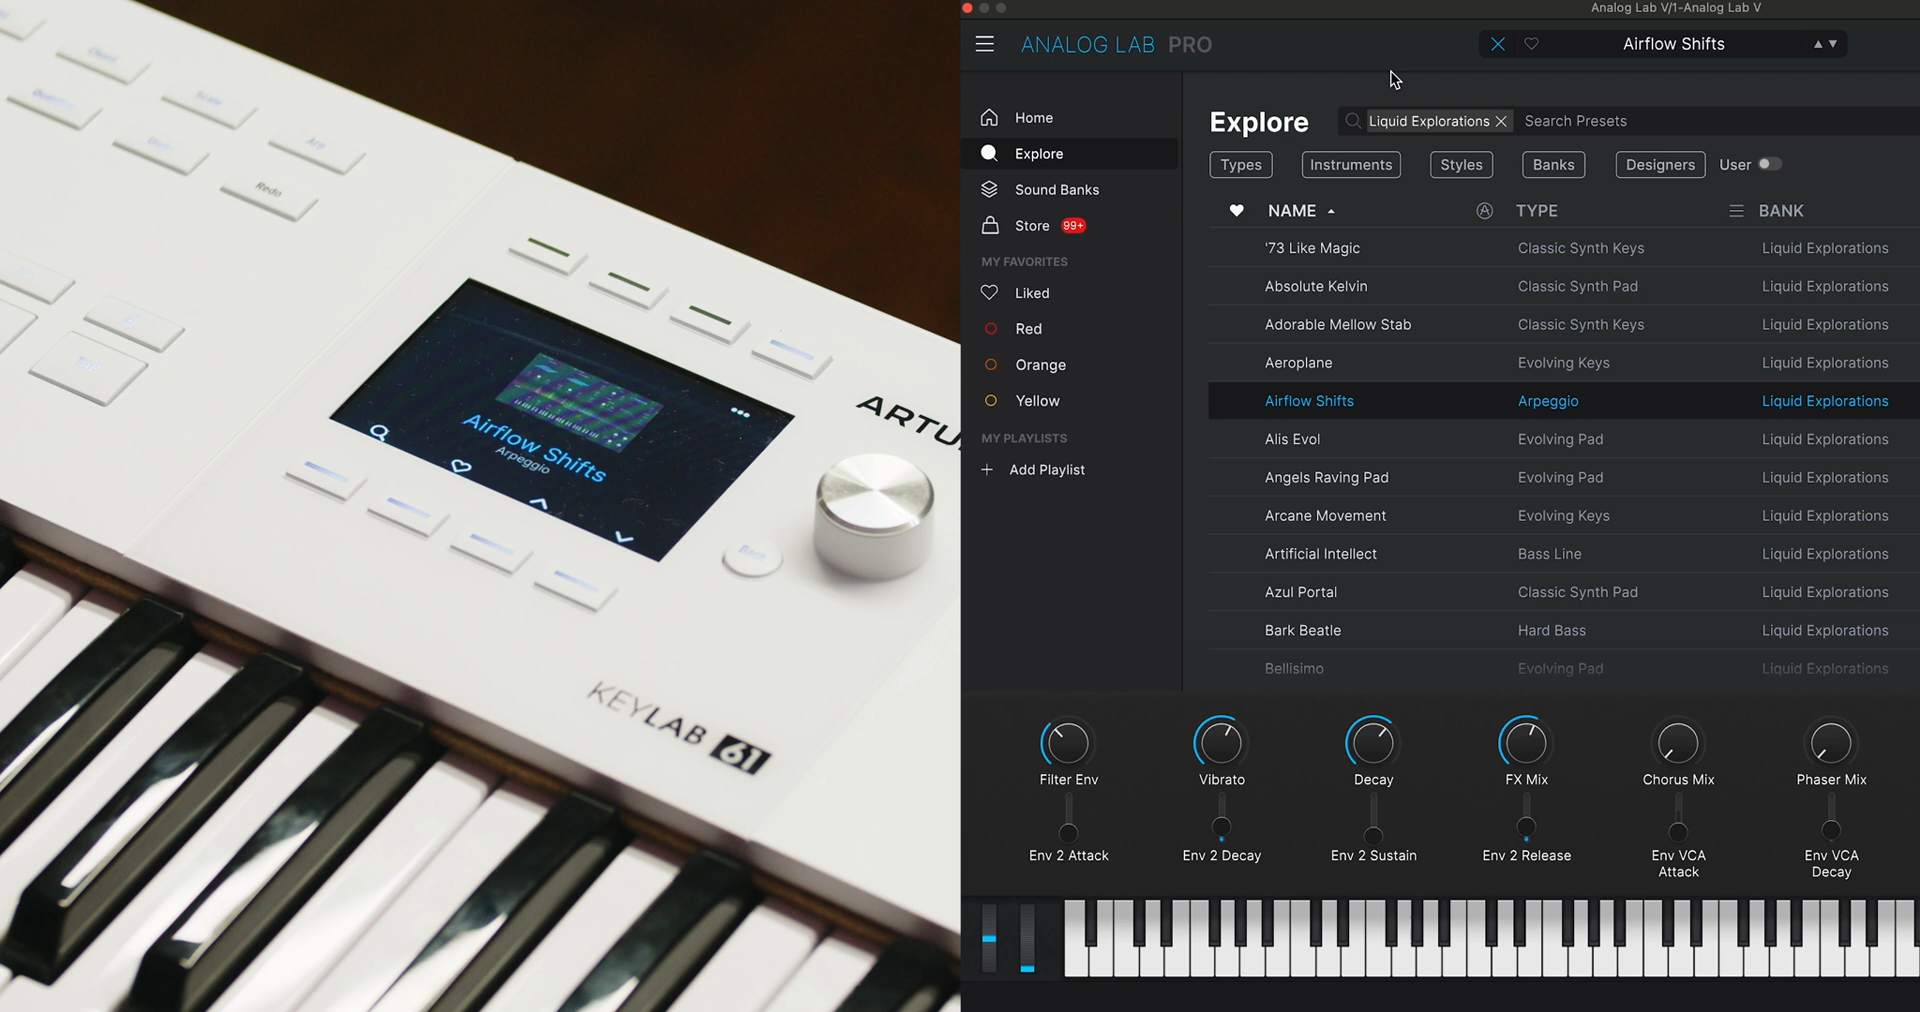 Chord
Scale
Arp
Redo
Airflow Shifts
Arpeggio
Back
ARTU
KEYLAB 61
Analog Lab V/1-Analog Lab V
ANALOG LAB PRO
Airflow Shifts
Home
Explore
Sound Banks
Store 99+
MY FAVORITES
Liked
Red
Orange
Yellow
MY PLAYLISTS
+ Add Playlist
Explore
Liquid Explorations
Search Presets
Types Instruments Styles Banks Designers User
NAME TYPE BANK
'73 Like Magic Classic Synth Keys Liquid Explorations
Absolute Kelvin Classic Synth Pad Liquid Explorations
Adorable Mellow Stab Classic Synth Keys Liquid Explorations
Aeroplane Evolving Keys Liquid Explorations
Airflow Shifts Arpeggio Liquid Explorations
Alis Evol Evolving Pad Liquid Explorations
Angels Raving Pad Evolving Pad Liquid Explorations
Arcane Movement Evolving Keys Liquid Explorations
Artificial Intellect Bass Line Liquid Explorations
Azul Portal Classic Synth Pad Liquid Explorations
Bark Beatle Hard Bass Liquid Explorations
Bellisimo Evolving Pad Liquid Explorations
Filter Env Vibrato Decay FX Mix Chorus Mix Phaser Mix
Env 2 Attack Env 2 Decay Env 2 Sustain Env 2 Release Env VCA Attack Env VCA Decay